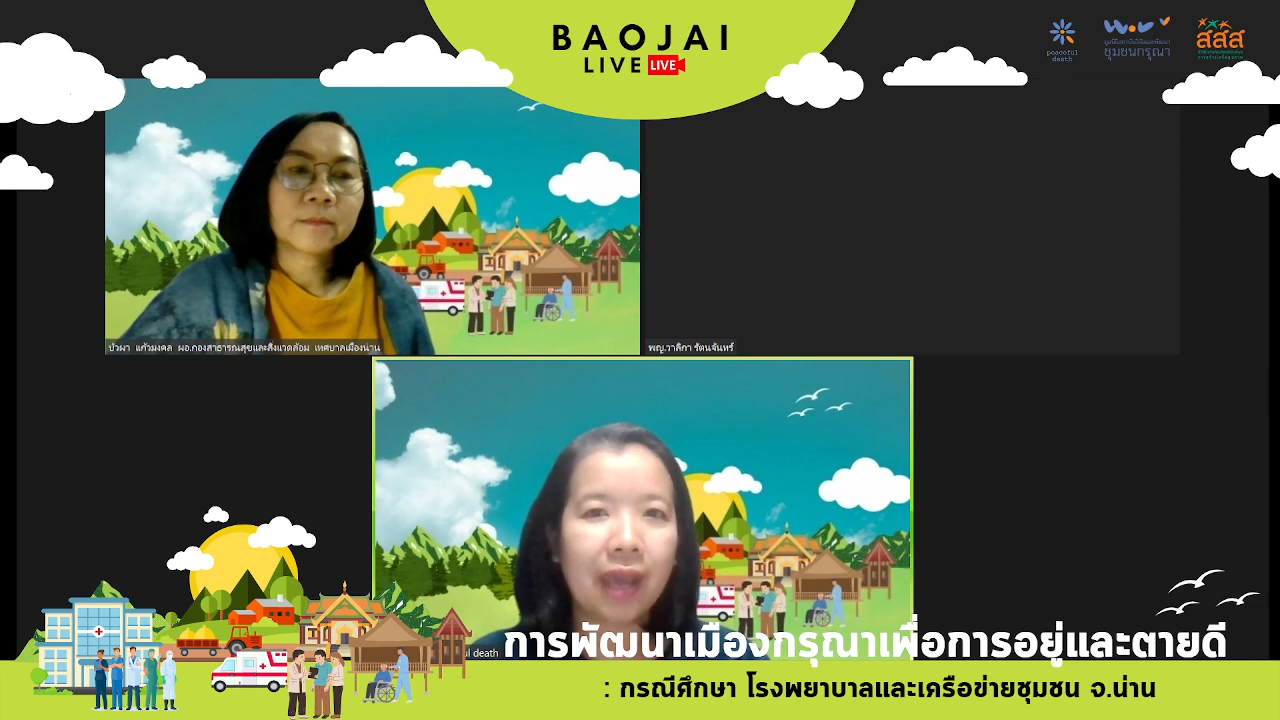 BAOJAI
LIVE LIVE
peaceful
death
ชุมชนกรุณา
สสส
บัวผา แก้วมงคล ผอ.กองสาธารณสุขและสิ่งแวดล้อม เทศบาลเมืองน่าน
พญ.วาลิกา รัตนจันทร์
ul death
การพัฒนาเมืองกรุณาเพื่อการอยู่และตายดี
: กรณีศึกษา โรงพยาบาลและเครือข่ายชุมชน จ.น่าน